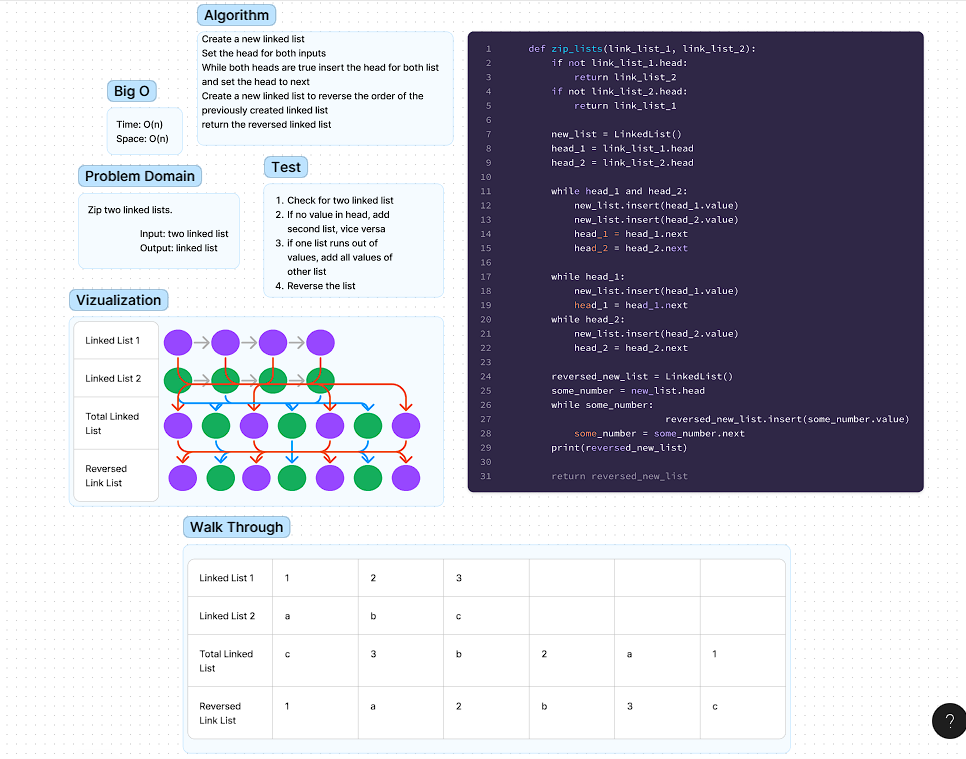 Algorithm
Create a new linked list
Set the head for both inputs
While both heads are true insert the head for both list
and set the head to next
Create a new linked list to reverse the order of the
previously created linked list
return the reversed linked list
Big O
Time: O(n)
Space: O(n)
Problem Domain
Zip two linked lists.
Input: two linked list
Output: linked list
Test
1. Check for two linked list
2. If no value in head, add
second list, vice versa
3. if one list runs out of
values, add all values of
other list
4. Reverse the list
Vizualization
Linked List 1
Linked List 2
Total Linked
List
Reversed
Link List
1 def zip_lists(link_list_1, link_list_2):
2 if not link_list_1.head:
3 return link_list_2
4 if not link_list_2.head:
5 return link_list_1
6
7 new_list = LinkedList()
8 head_1 = link_list_1.head
9 head_2 = link_list_2.head
10
11 while head_1 and head_2:
12 new_list.insert(head_1.value)
13 new_list.insert(head_2.value)
14 head_1 = head_1.next
15 head_2 = head_2.next
16
17 while head_1:
18 new_list.insert(head_1.value)
19 head_1 = head_1.next
20 while head_2:
21 new_list.insert(head_2.value)
22 head_2 = head_2.next
23
24 reversed_new_list = LinkedList()
25 some_number = new_list.head
26 while some_number:
27 reversed_new_list.insert(some_number.value)
28 some_number = some_number.next
29 print(reversed_new_list)
30
31 return reversed_new_list
Walk Through
Linked List 1 1 2 3
Linked List 2 a b c
Total Linked
List c 3 b 2 a 1
Reversed
Link List 1 a 2 b 3 c
?